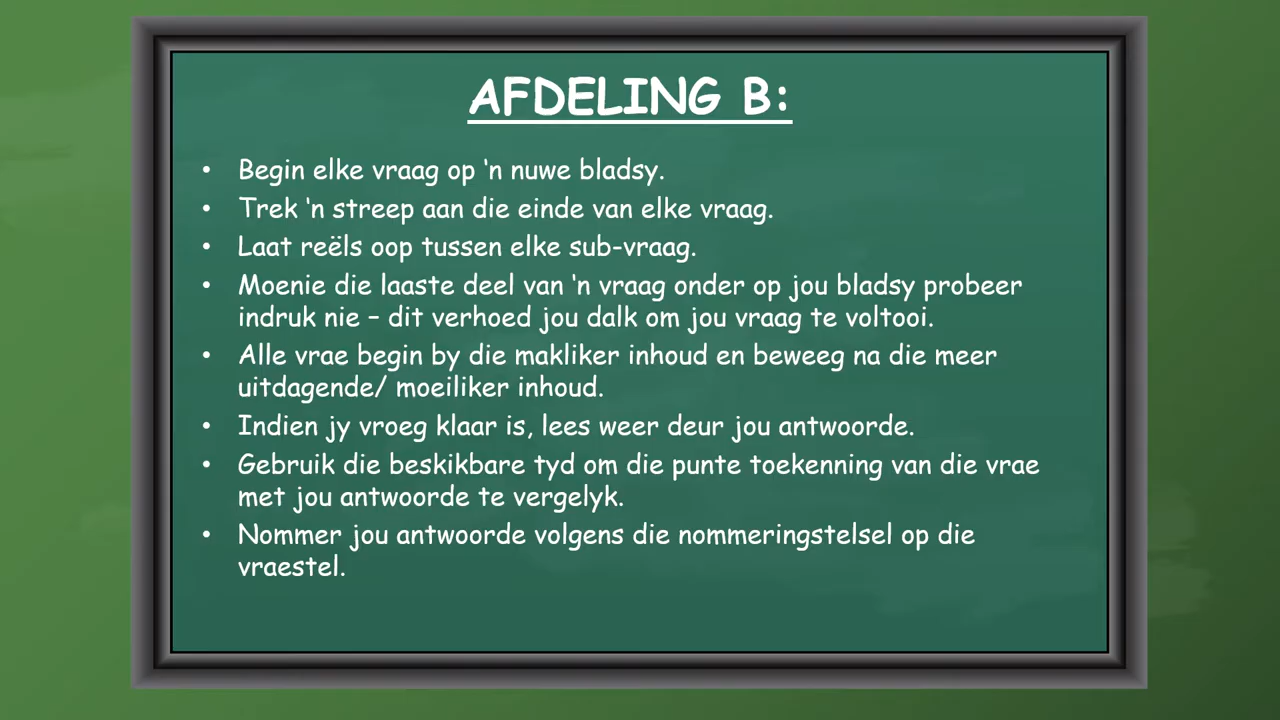 AFDELING B:
• Begin elke vraag op ‘n nuwe bladsy.
• Trek ‘n streep aan die einde van elke vraag.
• Laat reëls oop tussen elke sub-vraag.
• Moenie die laaste deel van ‘n vraag onder op jou bladsy probeer
indruk nie – dit verhoed jou dalk om jou vraag te voltooi.
• Alle vrae begin by die makliker inhoud en beweeg na die meer
uitdagende/ moeiliker inhoud.
• Indien jy vroeg klaar is, lees weer deur jou antwoorde.
• Gebruik die beskikbare tyd om die punte toekenning van die vrae
met jou antwoorde te vergelyk.
• Nommer jou antwoorde volgens die nommeringstelsel op die
vraestel.